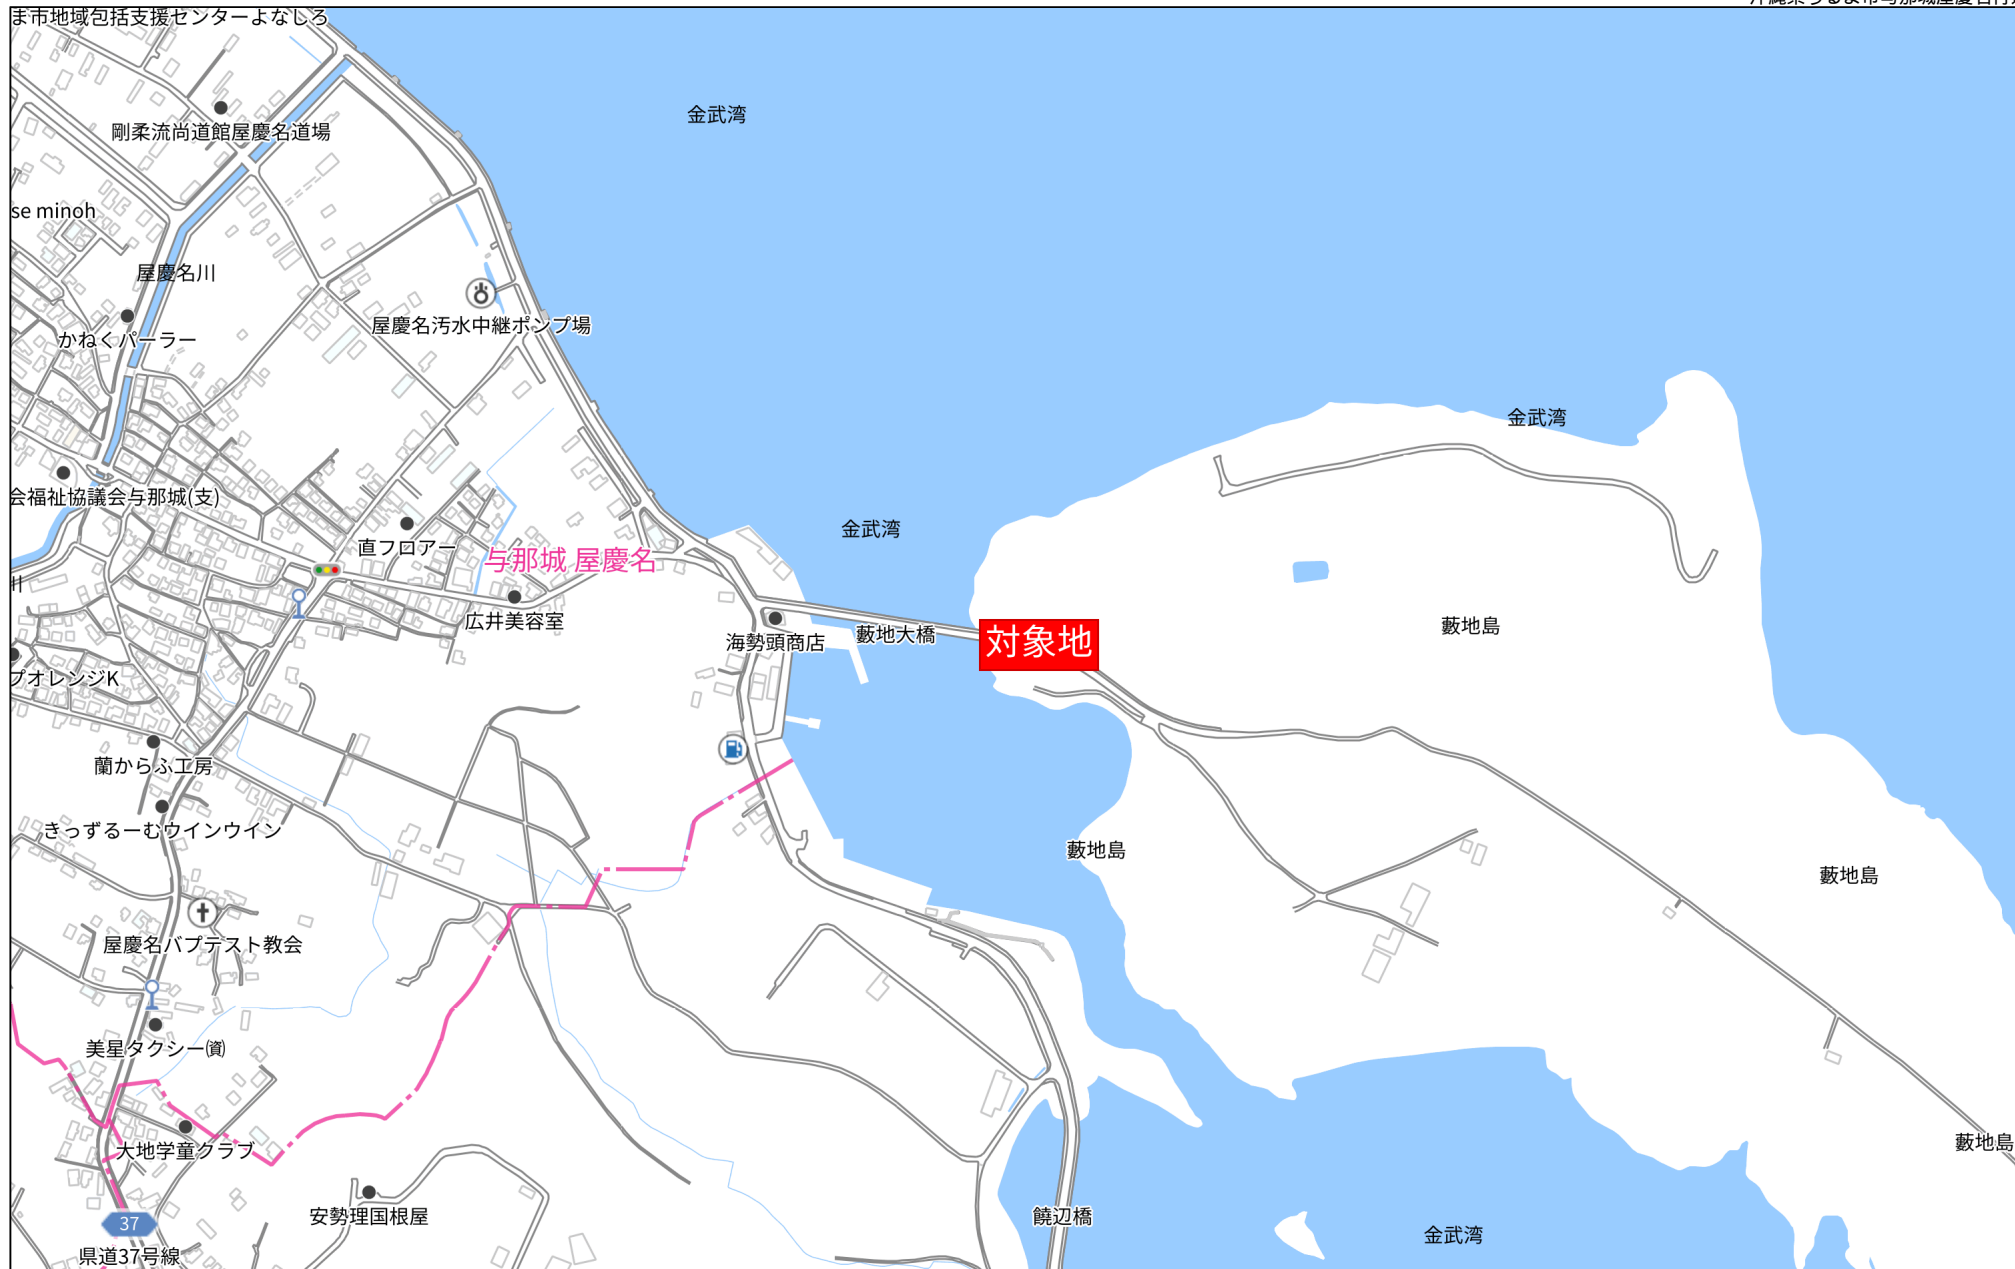 ま市地域包括支援センターよなしろ
金武湾
剛柔流尚道館屋慶名道場
se minoh
屋慶名川
屋慶名汚水中継ポンプ場
かねくパーラー
金武湾
会福祉協議会与那城(支)
金武湾
直フロアー
与那城 屋慶名
川
広井美容室
藪地島
海勢頭商店
藪地大橋
対象地
プオレンジK
蘭からふ工房
きっずるーむウインウイン
藪地島
藪地島
屋慶名バプテスト教会
美星タクシー㈾
大地学童クラブ
藪地島
安勢理国根屋
饒辺橋
37
金武湾
県道37号線